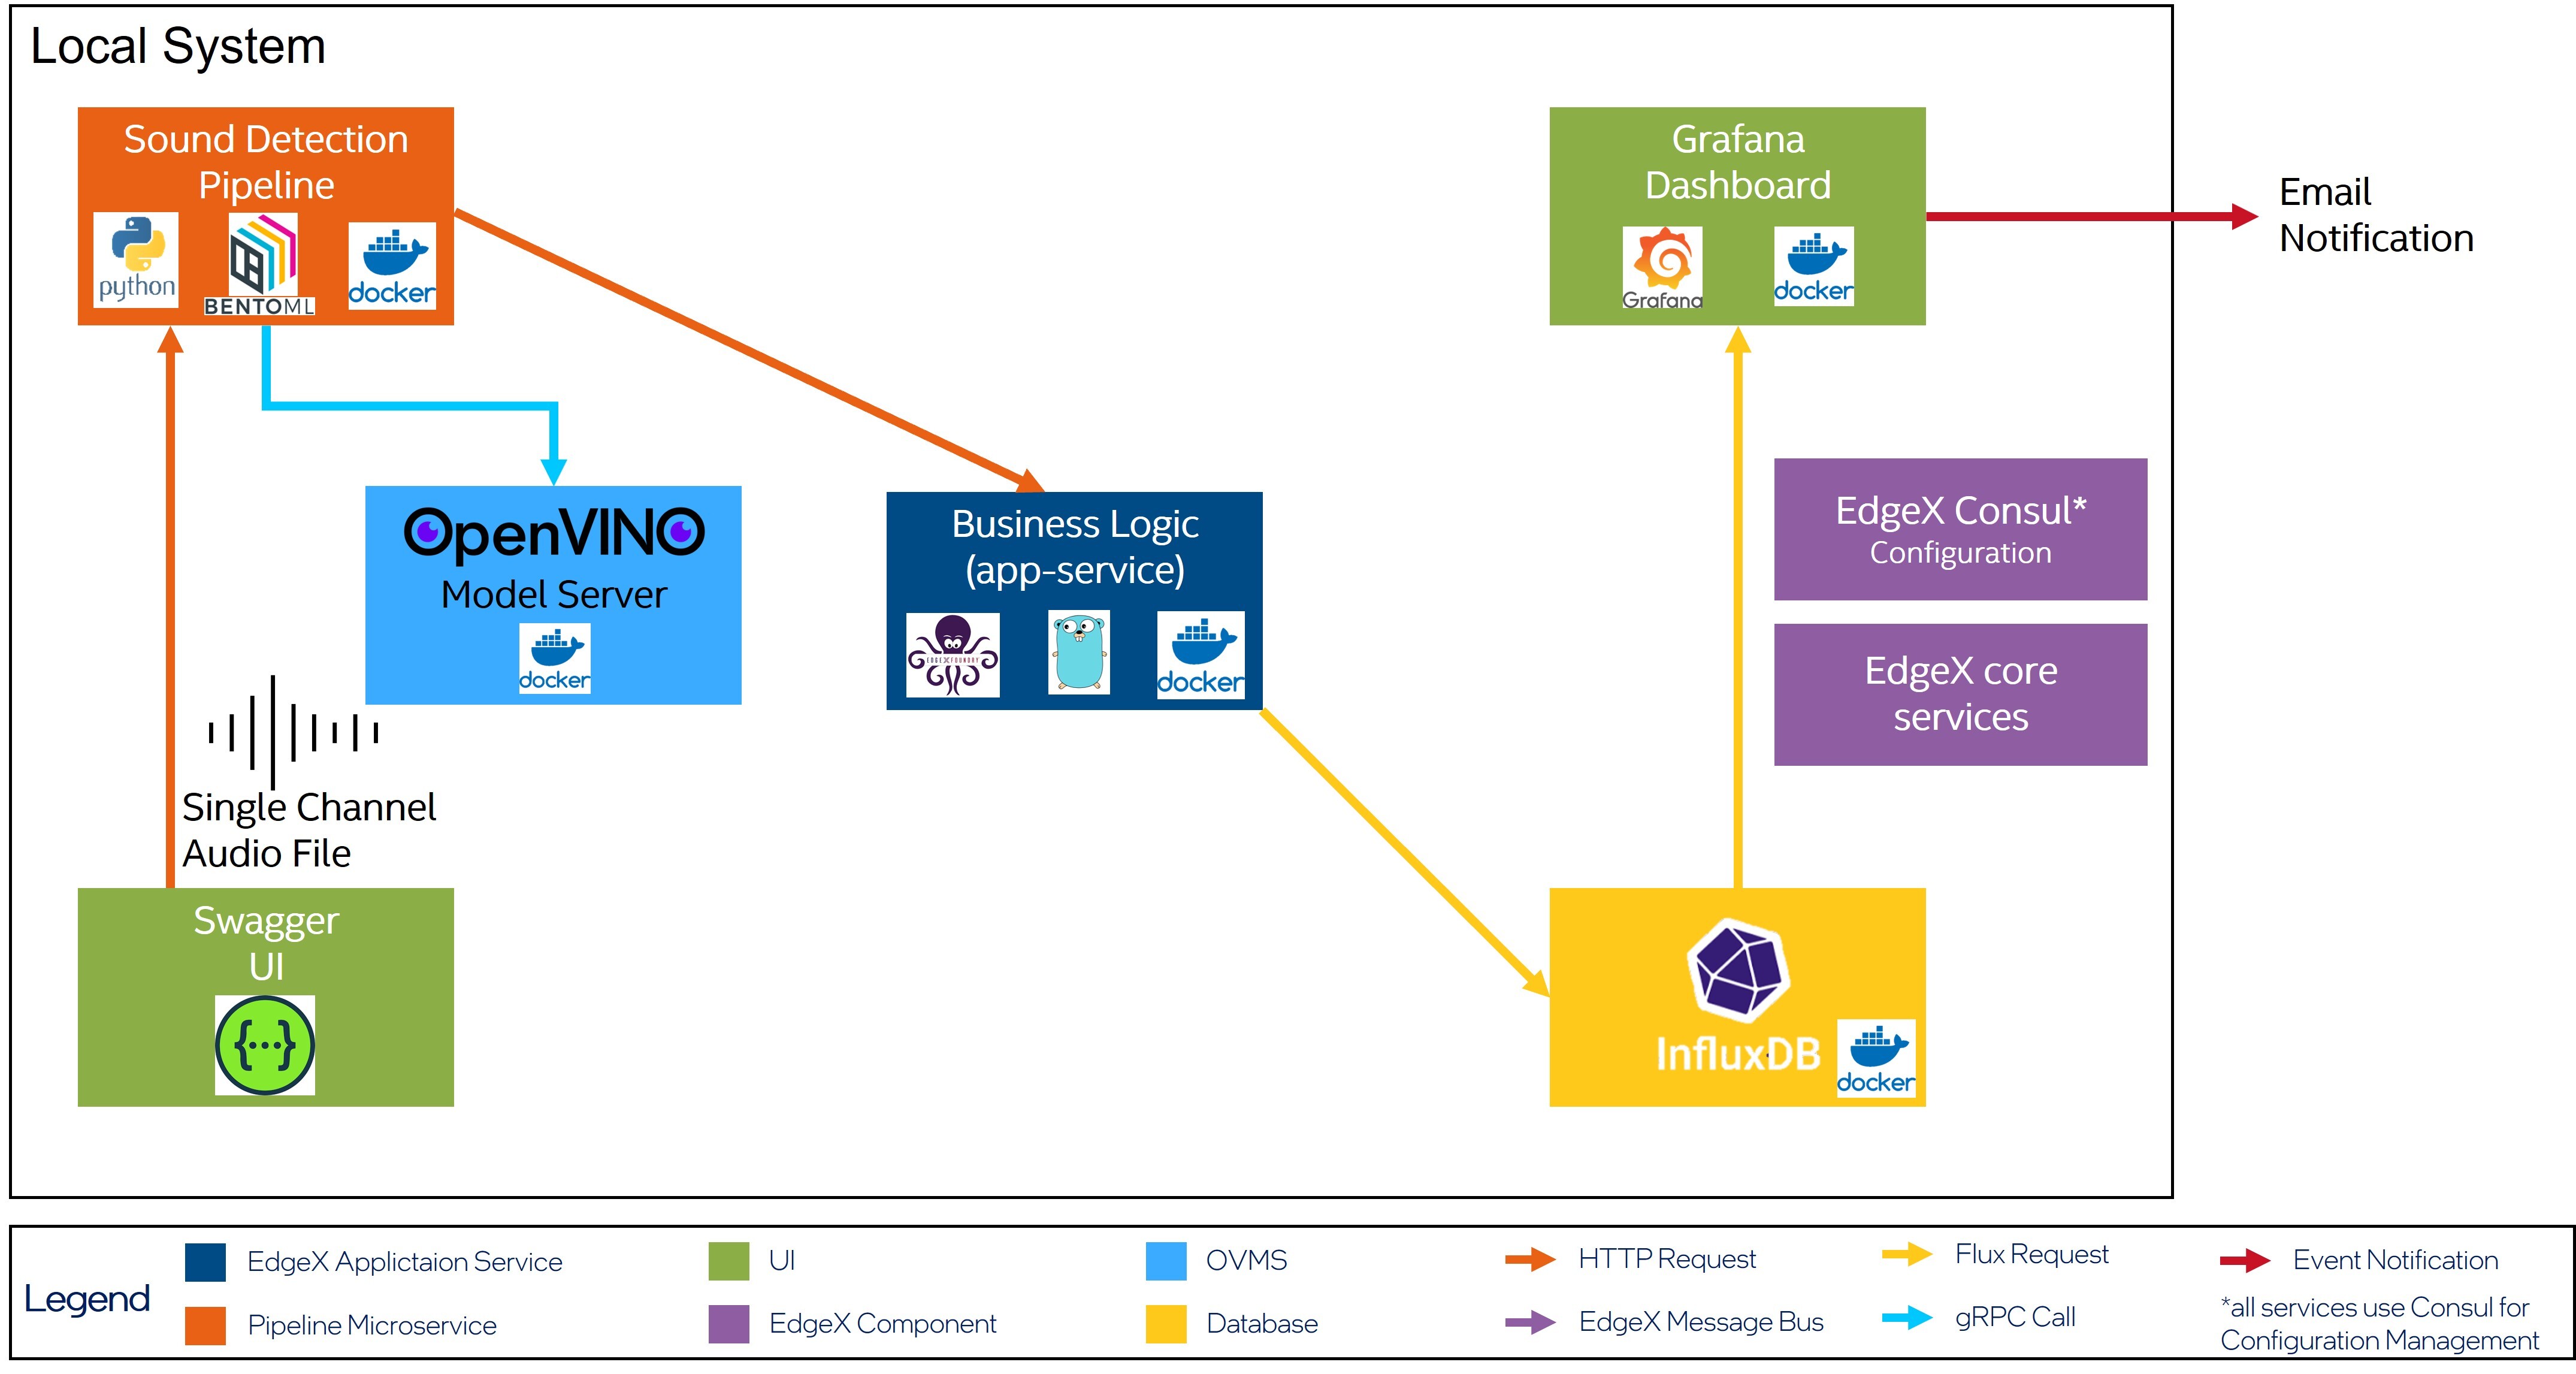 Local System
Sound Detection
Pipeline
python
BENTOML
docker
Grafana
Dashboard
Grafana
docker
Email
Notification
OpenVINO
Model Server
docker
Business Logic
(app-service)
EDGEXFOUNDRY
docker
EdgeX Consul*
Configuration
EdgeX core
services
Single Channel
Audio File
Swagger
UI
{...}
InfluxDB
docker
Legend
EdgeX Applictaion Service
Pipeline Microservice
UI
EdgeX Component
OVMS
Database
HTTP Request
EdgeX Message Bus
Flux Request
gRPC Call
Event Notification
*all services use Consul for
Configuration Management